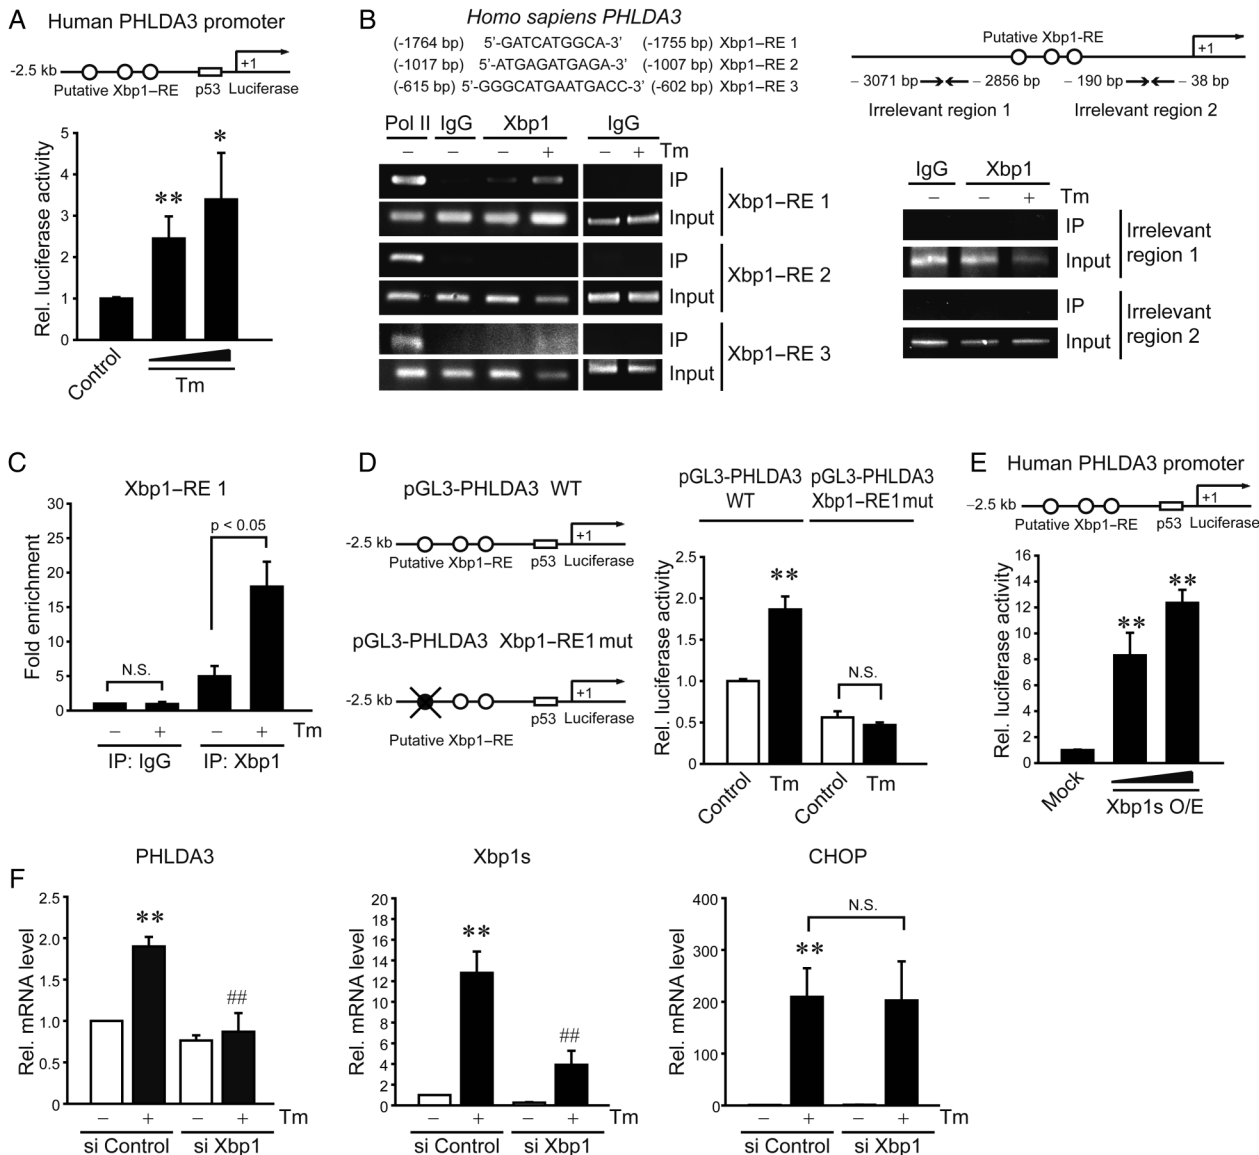 A
Human PHLDA3 promoter
-2.5 kb
+1
Putative Xbp1–RE
p53
Luciferase
Rel. luciferase activity
5
4
3
2
1
0
**
*
Control
Tm
B
Homo sapiens PHLDA3
(-1764 bp) 5'-GATCATGGCA-3' (-1755 bp) Xbp1–RE 1
(-1017 bp) 5'-ATGAGATGAGA-3' (-1007 bp) Xbp1–RE 2
(-615 bp) 5'-GGGCATGAATGACC-3' (-602 bp) Xbp1–RE 3
Pol II IgG Xbp1 IgG
– – – + – + Tm
IP
Input
Xbp1–RE 1
IP
Input
Xbp1–RE 2
IP
Input
Xbp1–RE 3
Putative Xbp1-RE
+1
– 3071 bp – 2856 bp – 190 bp – 38 bp
Irrelevant region 1 Irrelevant region 2
IgG Xbp1
– – + Tm
IP
Input
Irrelevant region 1
IP
Input
Irrelevant region 2
C
Xbp1–RE 1
Fold enrichment
30
25
20
15
10
5
0
N.S.
p < 0.05
– + – + Tm
IP: IgG IP: Xbp1
D
pGL3-PHLDA3 WT
-2.5 kb
+1
Putative Xbp1–RE
p53
Luciferase
pGL3-PHLDA3 Xbp1–RE1 mut
-2.5 kb
+1
p53
Luciferase
Putative Xbp1–RE
pGL3-PHLDA3 WT
pGL3-PHLDA3 Xbp1–RE1 mut
Rel. luciferase activity
2.5
2.0
1.5
1.0
0.5
0
**
N.S.
Control Tm Control Tm
E
Human PHLDA3 promoter
–2.5 kb
+1
Putative Xbp1–RE
p53
Luciferase
Rel. luciferase activity
16
14
12
10
8
6
4
2
0
**
**
Mock
Xbp1s O/E
F
PHLDA3
Rel. mRNA level
2.5
2.0
1.5
1.0
0.5
0.0
**
##
– + – + Tm
si Control si Xbp1
Xbp1s
Rel. mRNA level
20
18
16
14
12
10
8
6
4
2
0
**
##
– + – + Tm
si Control si Xbp1
CHOP
Rel. mRNA level
400
300
200
100
0
**
N.S.
– + – + Tm
si Control si Xbp1